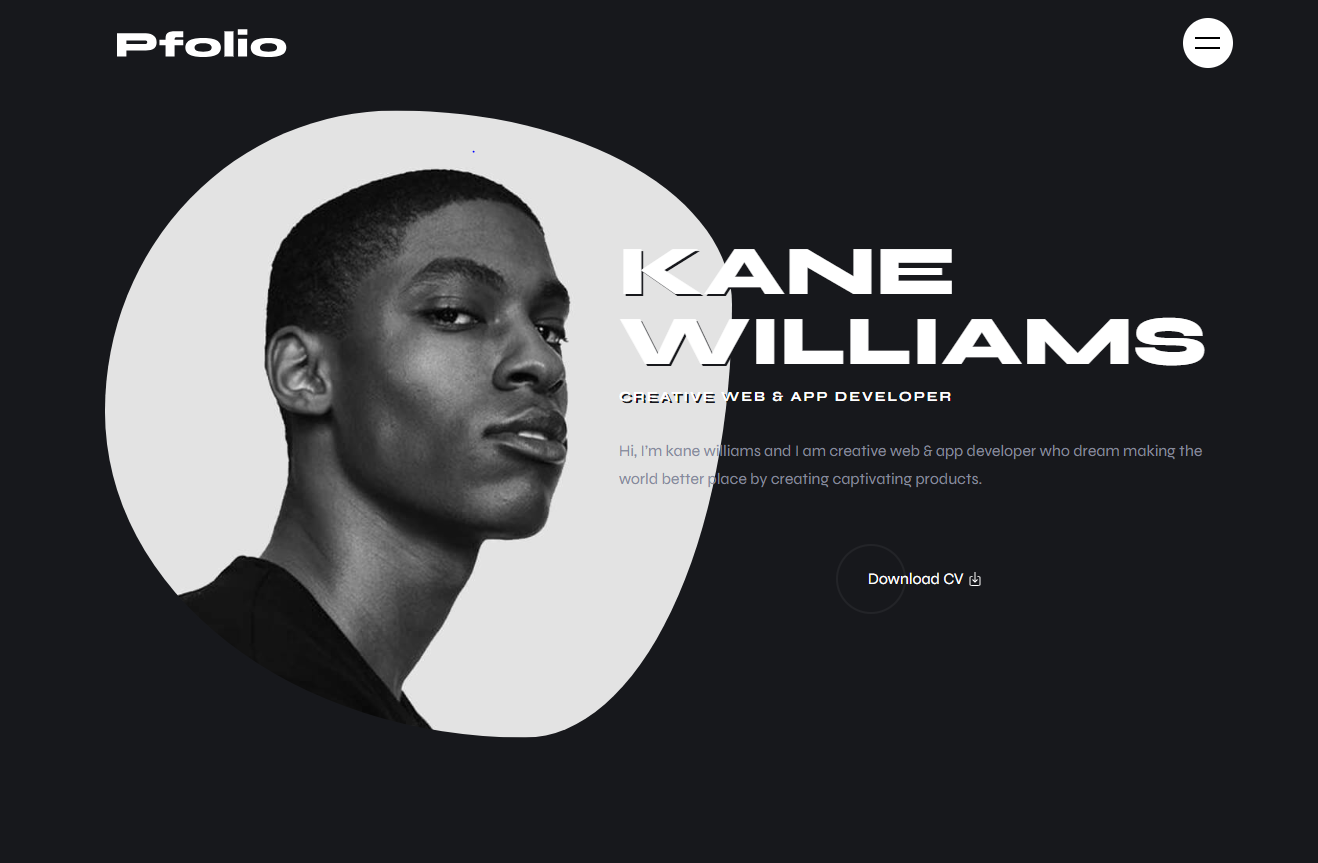 Pfolio
KANE
WILLIAMS
CREATIVE WEB & APP DEVELOPER
Hi, I'm kane williams and I am creative web & app developer who dream making the
world better place by creating captivating products.
Download CV